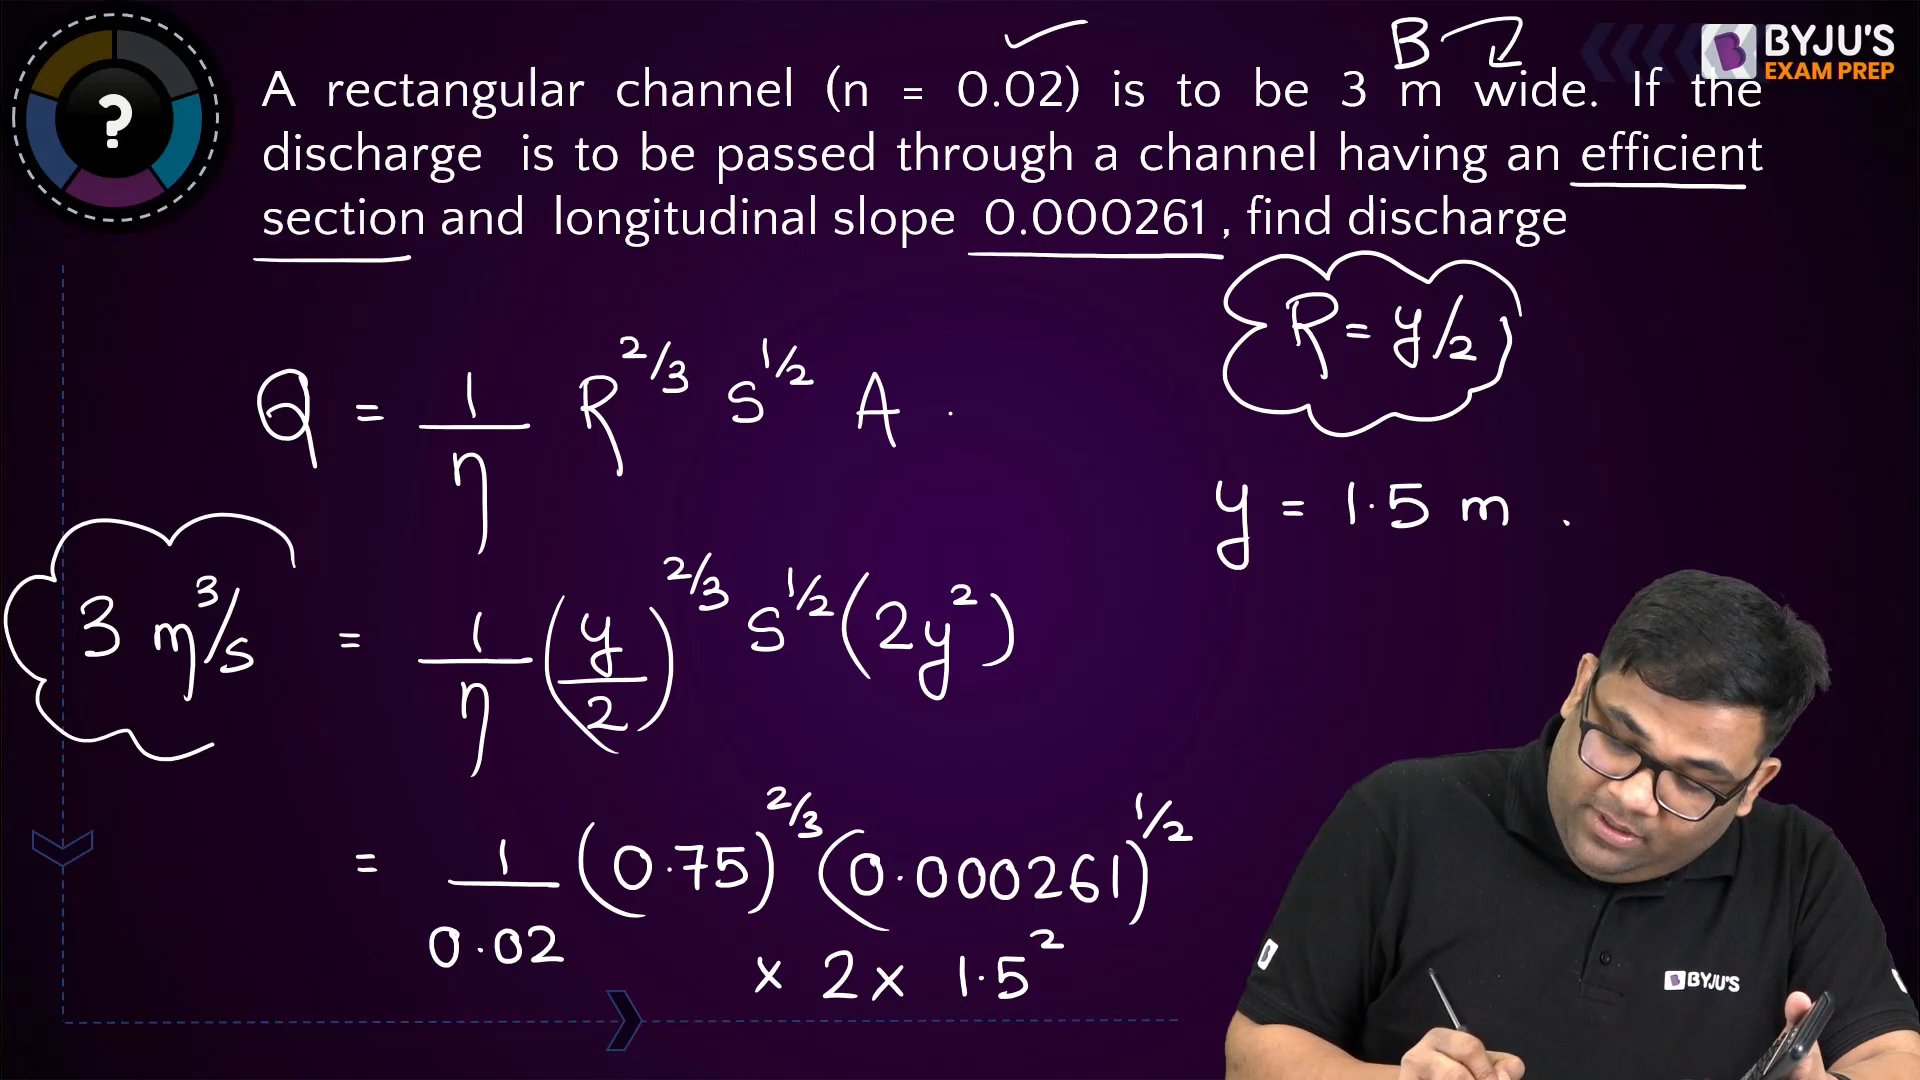 B
BYJU'S
EXAM PREP
?
A rectangular channel (n = 0.02) is to be 3 m wide. If the
discharge is to be passed through a channel having an efficient
section and longitudinal slope 0.000261, find discharge
R = y/2
Q = 1/η R^2/3 S^1/2 A .
y = 1.5 m .
3 m³/s = 1/η (y/2)^2/3 S^1/2 (2y²)
= 1/0.02 (0.75)^2/3 (0.000261)^1/2
× 2 × 1.5²
BYJU'S